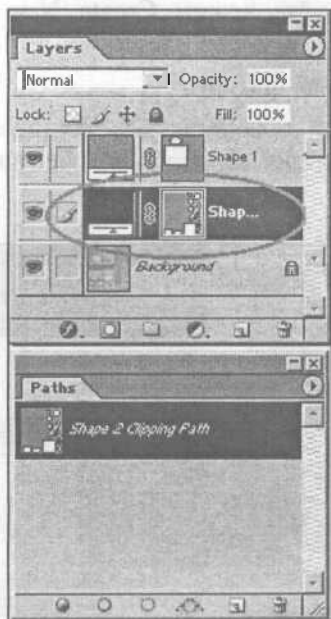 Layers
Normal Opacity: 100%
Lock: Fill: 100%
Shape 1
Shap...
Background
Paths
Shape 2 Clipping Path